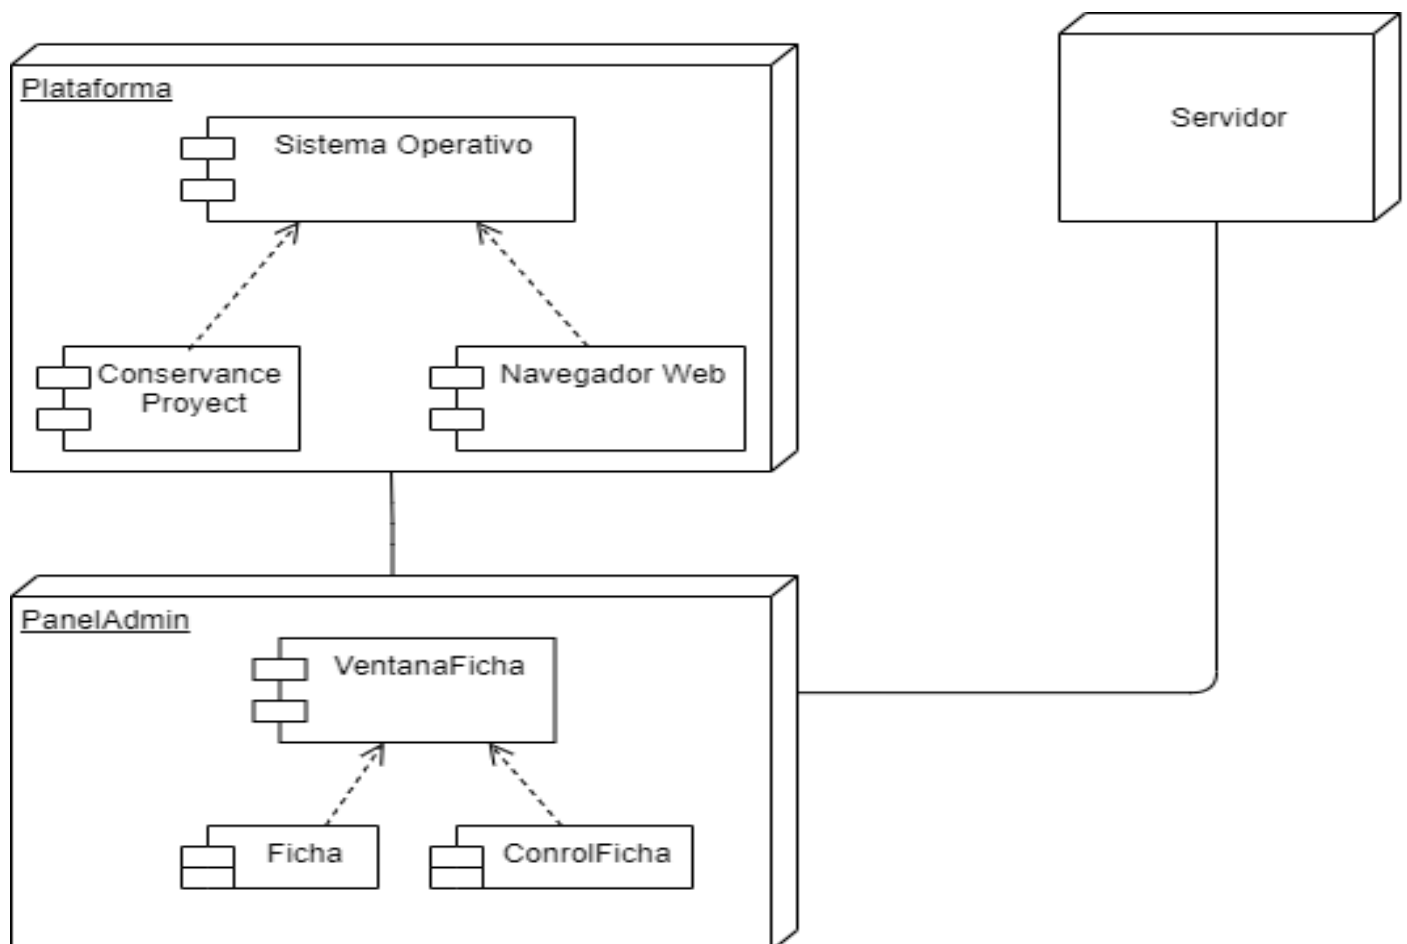 Plataforma
Sistema Operativo
Conservance
Proyect
Navegador Web
Servidor
PanelAdmin
VentanaFicha
Ficha
ConrolFicha